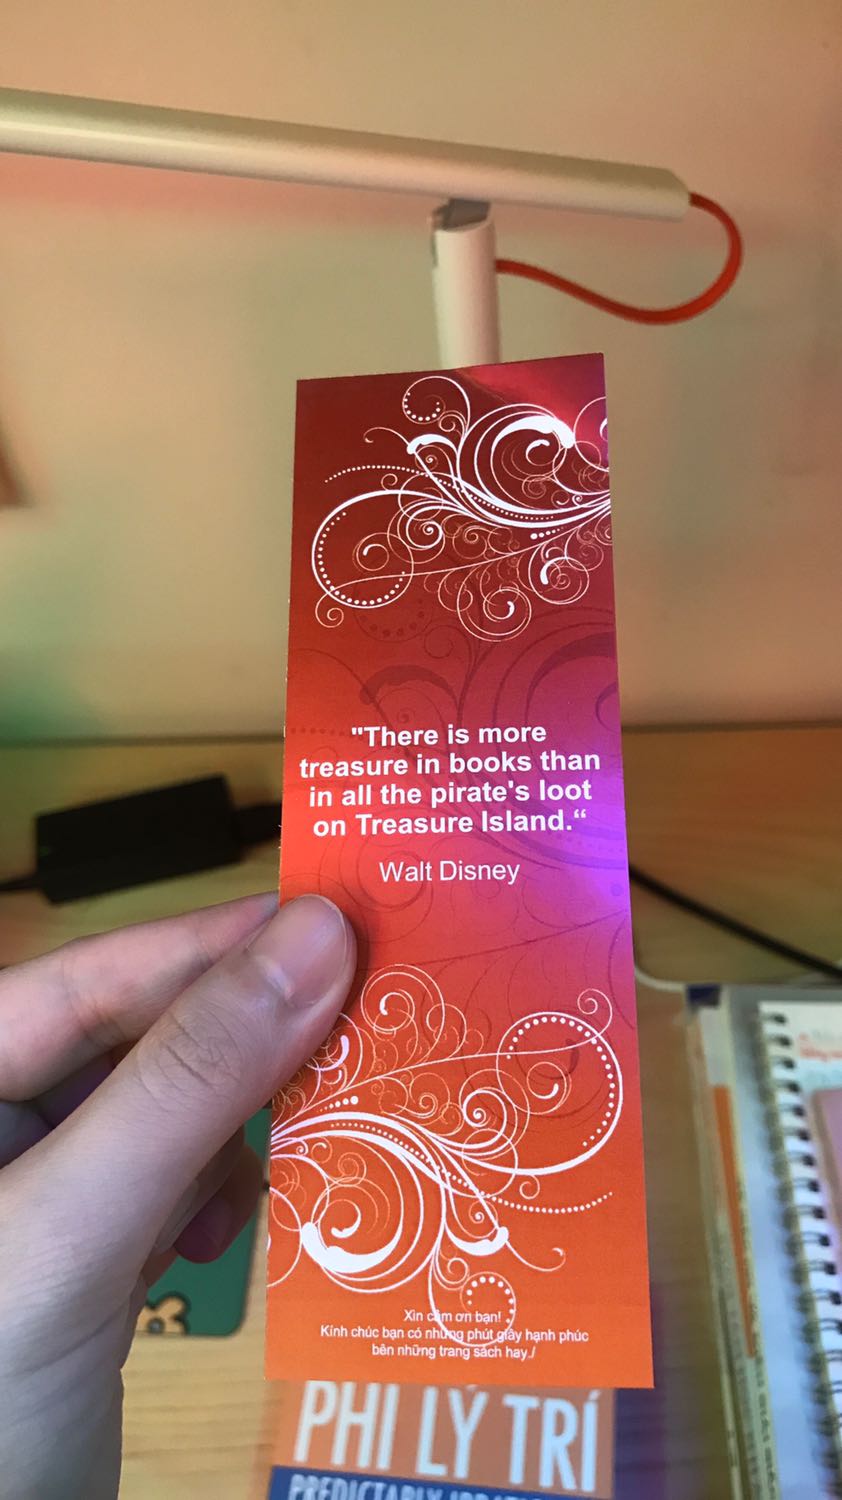 "There is more
treasure in books than
in all the pirate's loot
on Treasure Island.“
Walt Disney
Xin cảm ơn bạn!
Kính chúc bạn có những phút giây hạnh phúc
bên những trang sách hay./
PHI LÝ TRÍ
PREDICTABLY